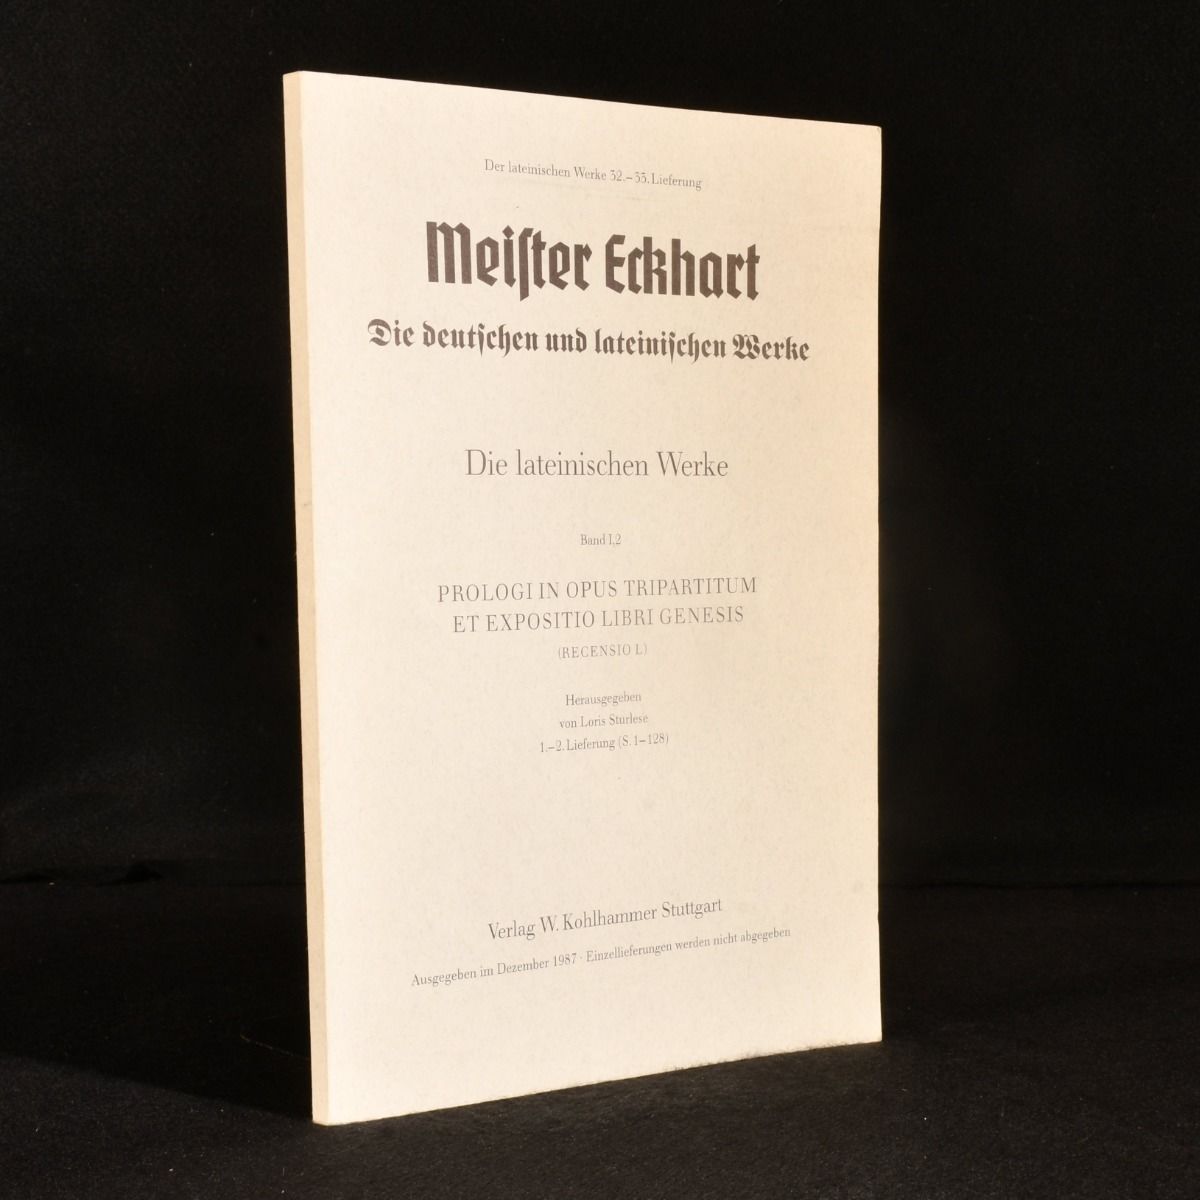 Der lateinischen Werke 32.–33. Lieferung
Meiſter Eckhart
Die deutſchen und lateiniſchen Werke
Die lateinischen Werke
Band I,2
PROLOGI IN OPUS TRIPARTITUM
ET EXPOSITIO LIBRI GENESIS
(RECENSIO L)
Herausgegeben
von Loris Sturlese
1.–2. Lieferung (S. 1–128)
Verlag W. Kohlhammer Stuttgart
Ausgegeben im Dezember 1987 · Einzellieferungen werden nicht abgegeben